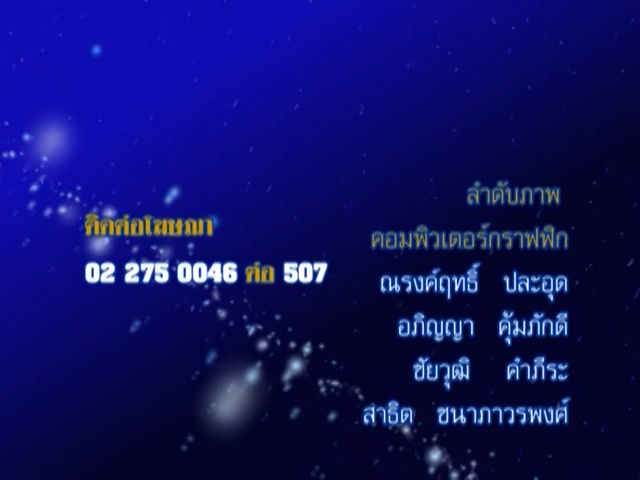 ติดต่อโฆษณา
02 275 0046 ต่อ 507
ลำดับภาพ
คอมพิวเตอร์กราฟฟิก
ณรงค์ฤทธิ์ ปละอุด
อภิญญา คุ้มภักดี
ชัยวุฒิ คำภีระ
สาธิต ชนาภาวรพงศ์